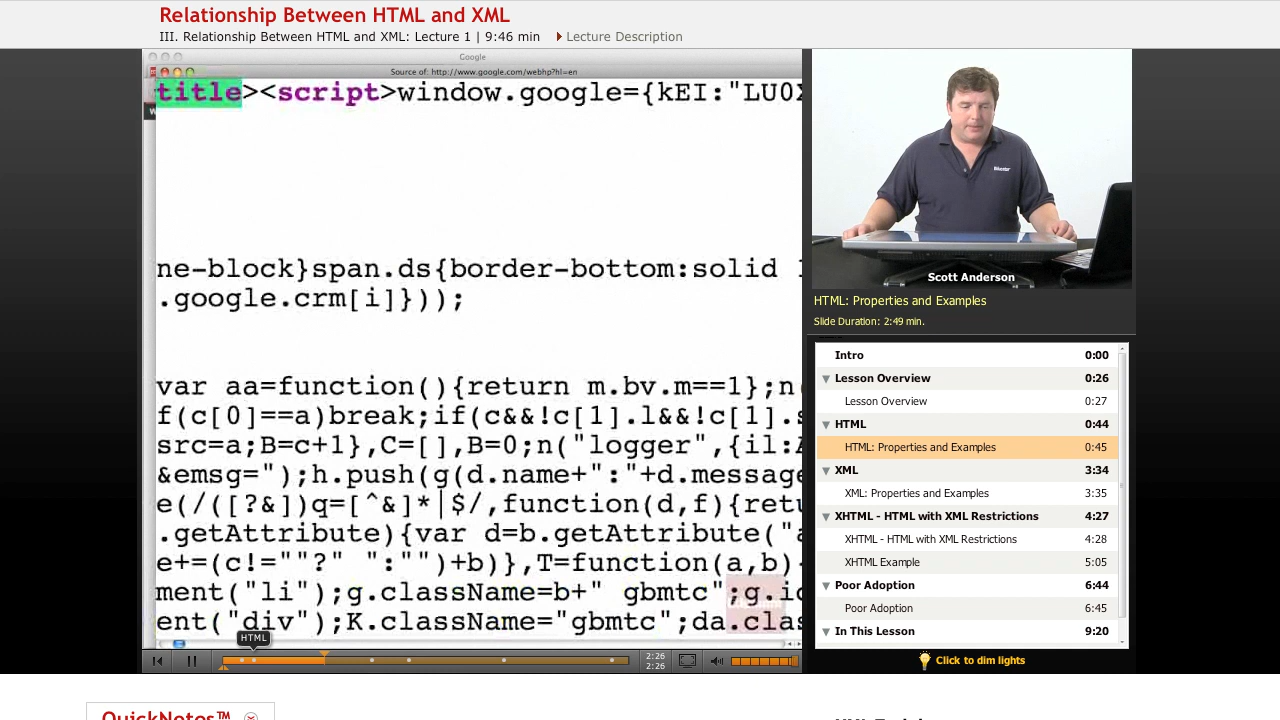 Relationship Between HTML and XML
III. Relationship Between HTML and XML: Lecture 1 | 9:46 min Lecture Description
Google
Source of: http://www.google.com/webhp?hl=en
title><script>window.google={kEI:"LU0X
ne-block}span.ds{border-bottom:solid 1
.google.crm[i]}));
var aa=function(){return m.bv.m==1};n(
f(c[0]==a)break;if(c&&!c[1].l&&!c[1].s
src=a;B=c+1},C=[],B=0;n("logger",{il:A
&emsg=");h.push(g(d.name+":"+d.message
e(/([?&])q=[^&]*|$/,function(d,f){retu
.getAttribute){var d=b.getAttribute("a
e+=(c!=""?" ":"")+b)},T=function(a,b){
ment("li");g.className=b+" gbmtc";g.id
ent("div");K.className="gbmtc";da.clas
HTML
2:26
2:26
Scott Anderson
HTML: Properties and Examples
Slide Duration: 2:49 min.
Intro 0:00
Lesson Overview 0:26
Lesson Overview 0:27
HTML 0:44
HTML: Properties and Examples 0:45
XML 3:34
XML: Properties and Examples 3:35
XHTML - HTML with XML Restrictions 4:27
XHTML - HTML with XML Restrictions 4:28
XHTML Example 5:05
Poor Adoption 6:44
Poor Adoption 6:45
In This Lesson 9:20
Click to dim lights
QuickNotes™